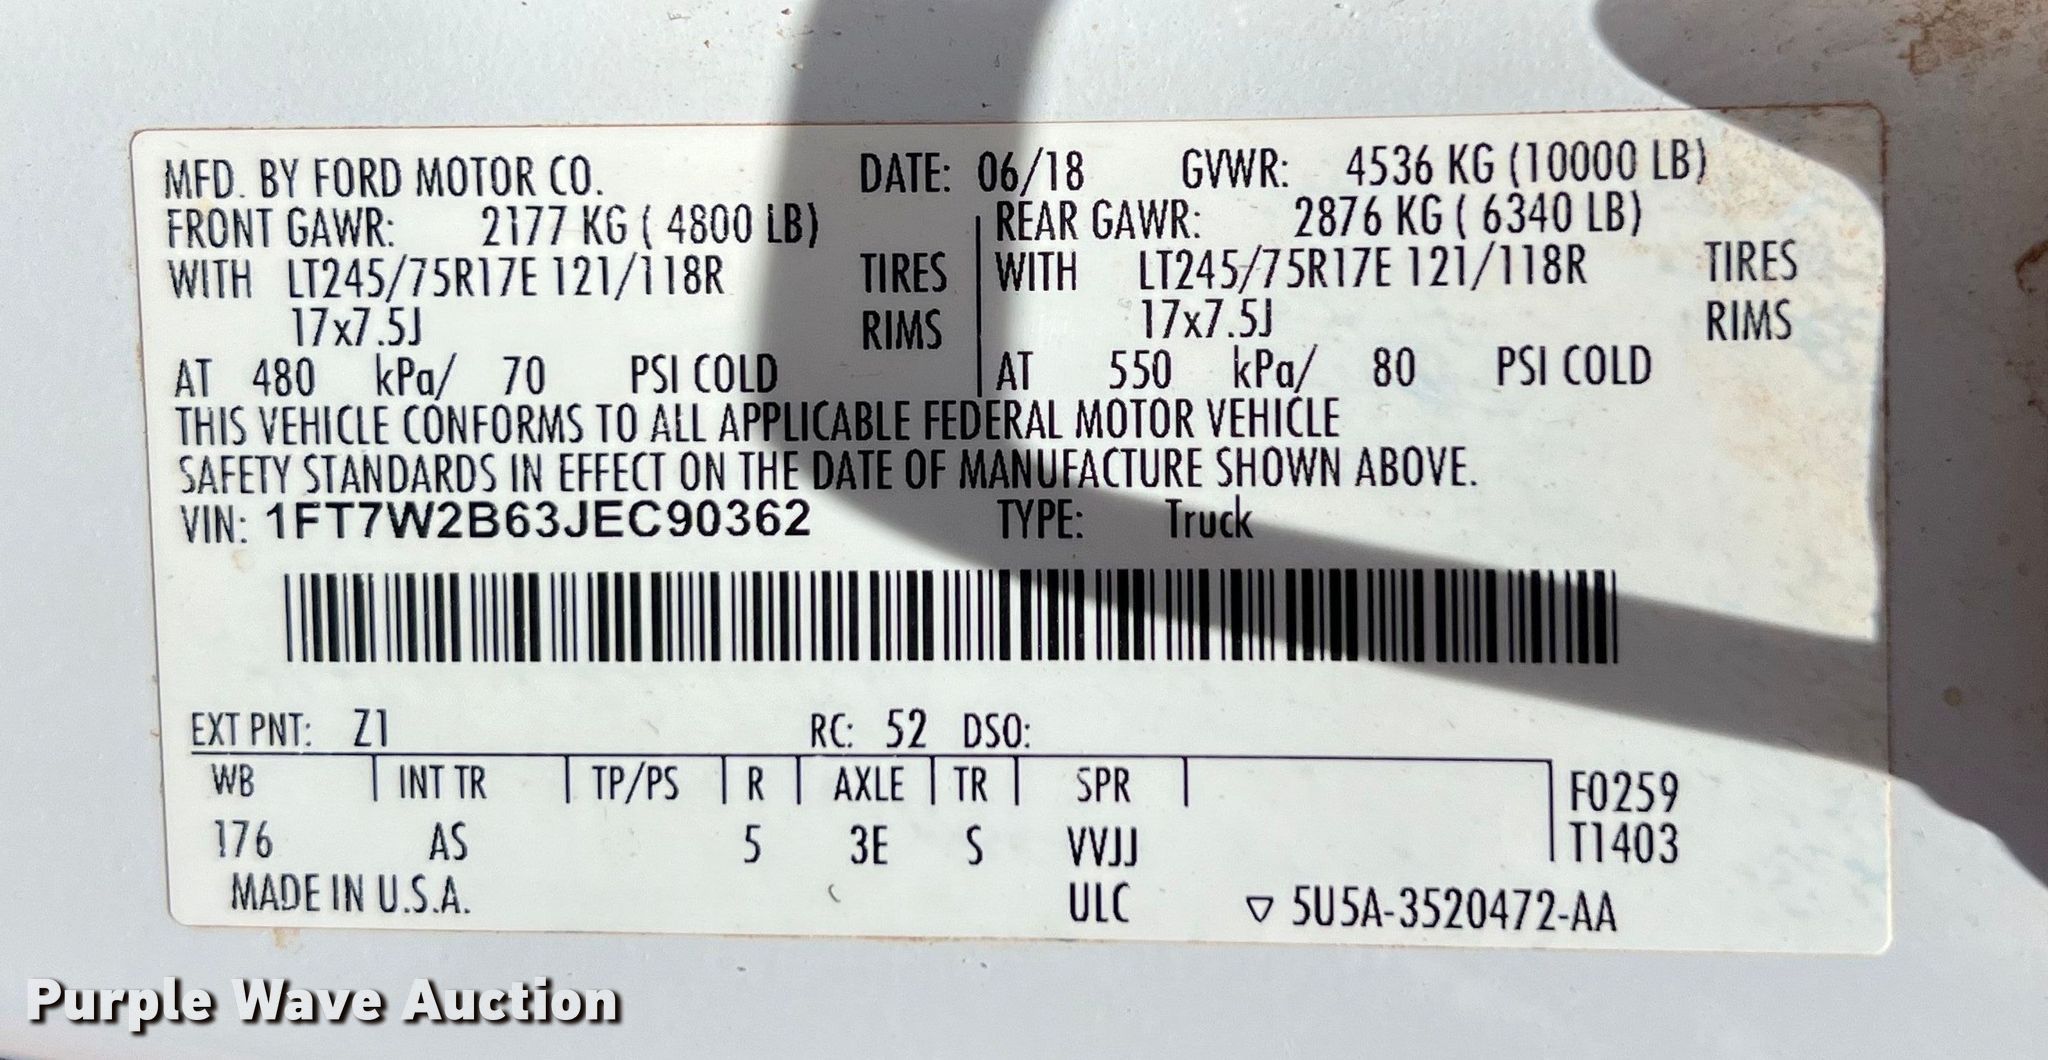 MFD. BY FORD MOTOR CO. DATE: 06/18 GVWR: 4536 KG (10000 LB)
FRONT GAWR: 2177 KG ( 4800 LB) REAR GAWR: 2876 KG ( 6340 LB)
WITH LT245/75R17E 121/118R TIRES WITH LT245/75R17E 121/118R TIRES
17x7.5J RIMS 17x7.5J RIMS
AT 480 kPa/ 70 PSI COLD AT 550 kPa/ 80 PSI COLD
THIS VEHICLE CONFORMS TO ALL APPLICABLE FEDERAL MOTOR VEHICLE
SAFETY STANDARDS IN EFFECT ON THE DATE OF MANUFACTURE SHOWN ABOVE.
VIN: 1FT7W2B63JEC90362 TYPE: Truck
EXT PNT: Z1 RC: 52 DSO:
WB INT TR TP/PS R AXLE TR SPR F0259
176 AS 5 3E S VVJJ T1403
MADE IN U.S.A. ULC ▽ 5U5A-3520472-AA
Purple Wave Auction